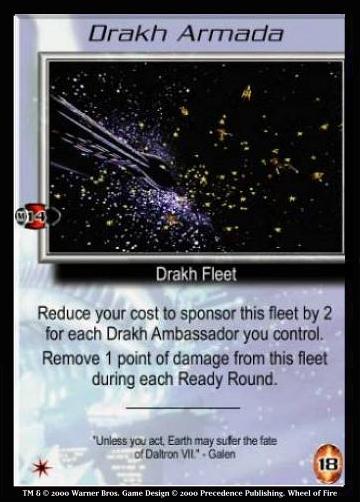 Drakh Armada
M 14
Drakh Fleet
Reduce your cost to sponsor this fleet by 2
for each Drakh Ambassador you control.
Remove 1 point of damage from this fleet
during each Ready Round.
"Unless you act, Earth may suffer the fate
of Daltron VII." - Galen
18
TM & © 2000 Warner Bros. Game Design © 2000 Precedence Publishing. Wheel of Fire